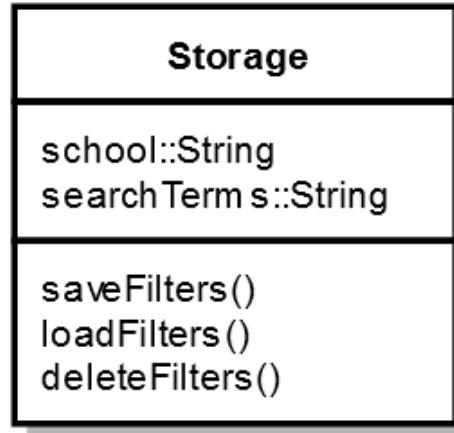 Storage
school::String
searchTerms::String
saveFilters()
loadFilters()
deleteFilters()